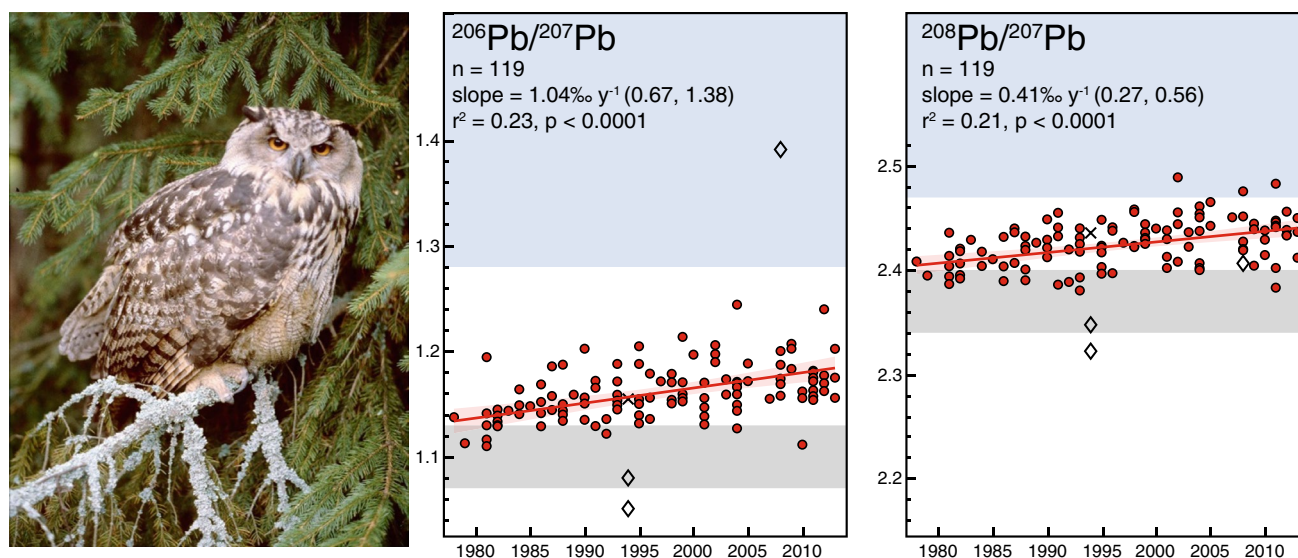 ²⁰⁶Pb/²⁰⁷Pb
n = 119
slope = 1.04‰ y⁻¹ (0.67, 1.38)
r² = 0.23, p < 0.0001
1.4
1.3
1.2
1.1
1980 1985 1990 1995 2000 2005 2010
²⁰⁸Pb/²⁰⁷Pb
n = 119
slope = 0.41‰ y⁻¹ (0.27, 0.56)
r² = 0.21, p < 0.0001
2.5
2.4
2.3
2.2
1980 1985 1990 1995 2000 2005 2010